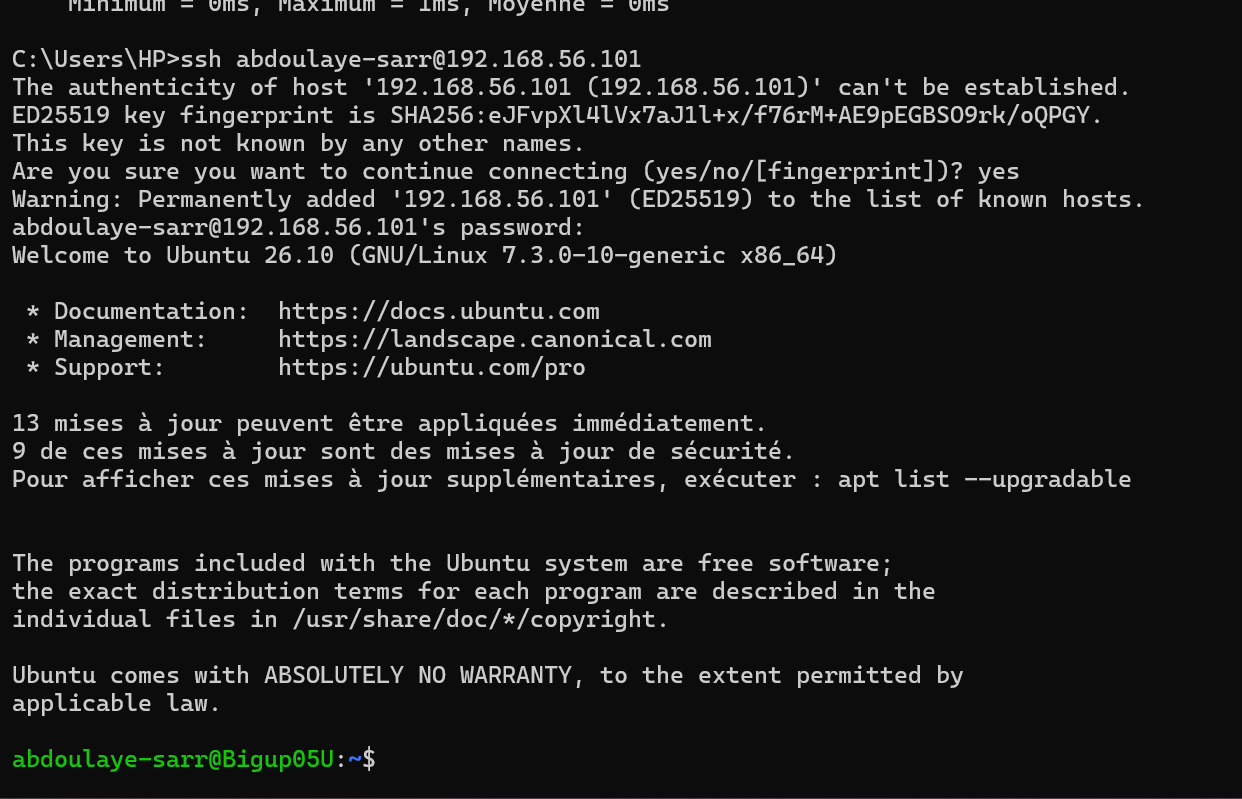 Minimum = 0ms, Maximum = 1ms, Moyenne = 0ms
C:\Users\HP>ssh abdoulaye-sarr@192.168.56.101
The authenticity of host '192.168.56.101 (192.168.56.101)' can't be established.
ED25519 key fingerprint is SHA256:eJFvpXl4lVx7aJ1l+x/f76rM+AE9pEGBSO9rk/oQPGY.
This key is not known by any other names.
Are you sure you want to continue connecting (yes/no/[fingerprint])? yes
Warning: Permanently added '192.168.56.101' (ED25519) to the list of known hosts.
abdoulaye-sarr@192.168.56.101's password:
Welcome to Ubuntu 26.10 (GNU/Linux 7.3.0-10-generic x86_64)
* Documentation:  https://docs.ubuntu.com
* Management:     https://landscape.canonical.com
* Support:        https://ubuntu.com/pro
13 mises à jour peuvent être appliquées immédiatement.
9 de ces mises à jour sont des mises à jour de sécurité.
Pour afficher ces mises à jour supplémentaires, exécuter : apt list --upgradable
The programs included with the Ubuntu system are free software;
the exact distribution terms for each program are described in the
individual files in /usr/share/doc/*/copyright.
Ubuntu comes with ABSOLUTELY NO WARRANTY, to the extent permitted by
applicable law.
abdoulaye-sarr@Bigup05U:~$